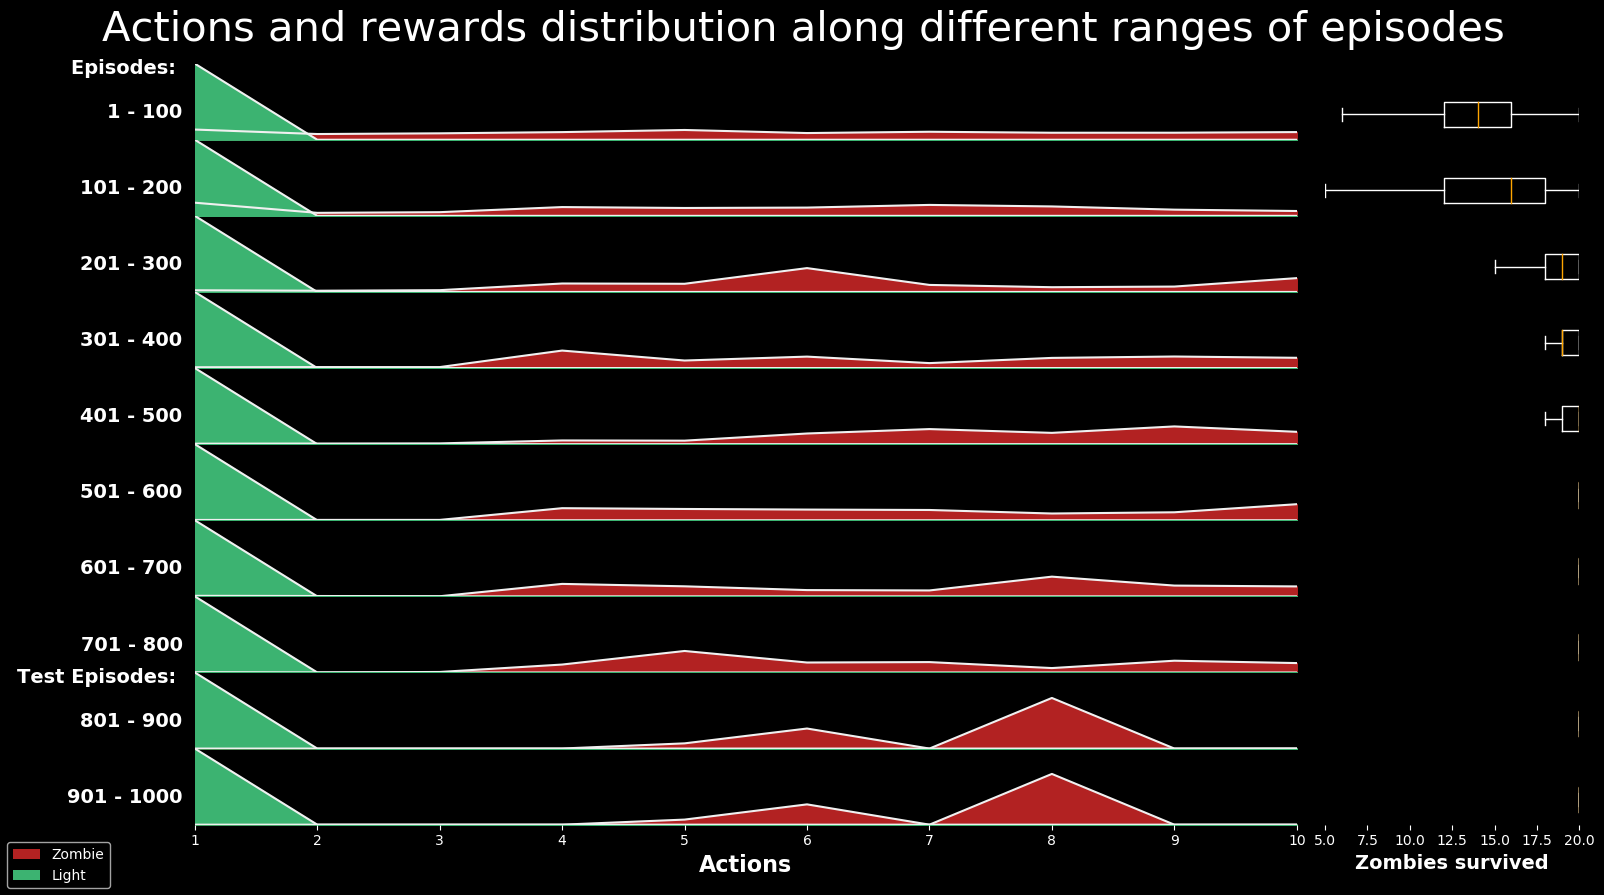 Actions and rewards distribution along different ranges of episodes
Episodes:
1 - 100
101 - 200
201 - 300
301 - 400
401 - 500
501 - 600
601 - 700
701 - 800
Test Episodes:
801 - 900
901 - 1000
1 2 3 4 5 6 7 8 9 10
5.0 7.5 10.0 12.5 15.0 17.5 20.0
Actions
Zombies survived
Zombie
Light